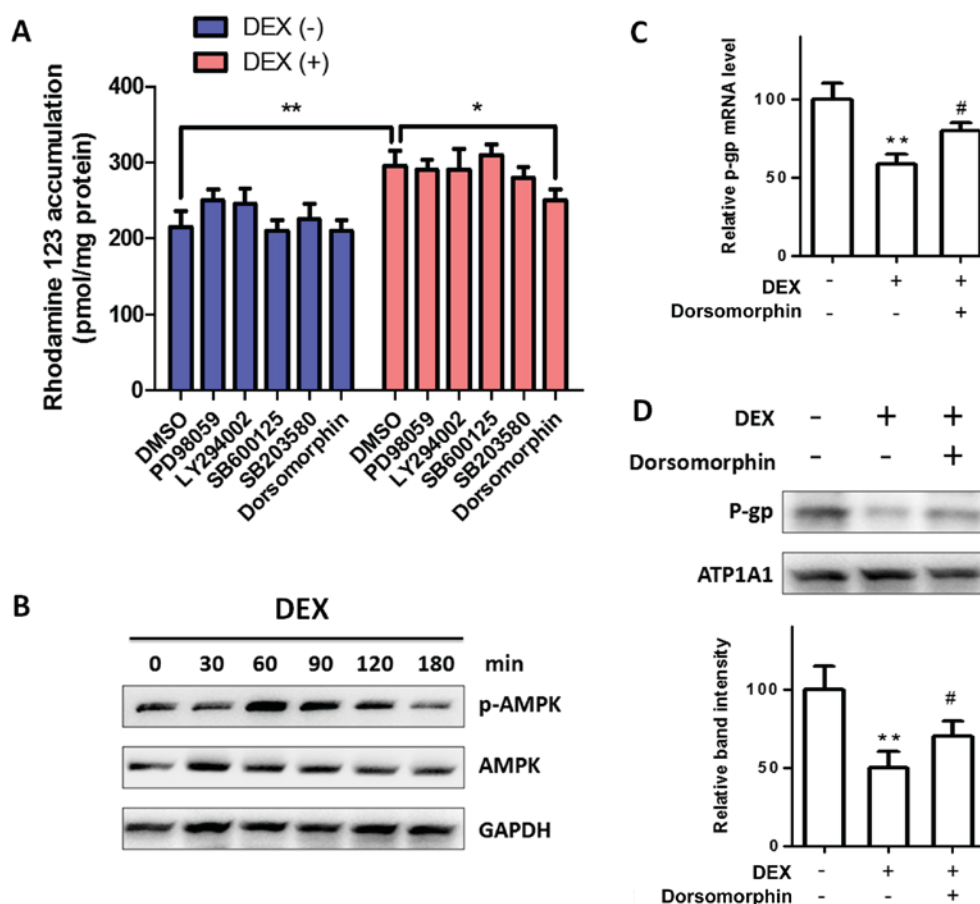 A
DEX (-)
DEX (+)
Rhodamine 123 accumulation
(pmol/mg protein)
400
300
200
100
0
**
*
DMSO
PD98059
LY294002
SB600125
SB203580
Dorsomorphin
DMSO
PD98059
LY294002
SB600125
SB203580
Dorsomorphin
B
DEX
0 30 60 90 120 180 min
p-AMPK
AMPK
GAPDH
C
Relative p-gp mRNA level
100
50
0
**
#
DEX - + +
Dorsomorphin - - +
D
DEX - + +
Dorsomorphin - - +
P-gp
ATP1A1
Relative band intensity
100
50
0
**
#
DEX - + +
Dorsomorphin - - +